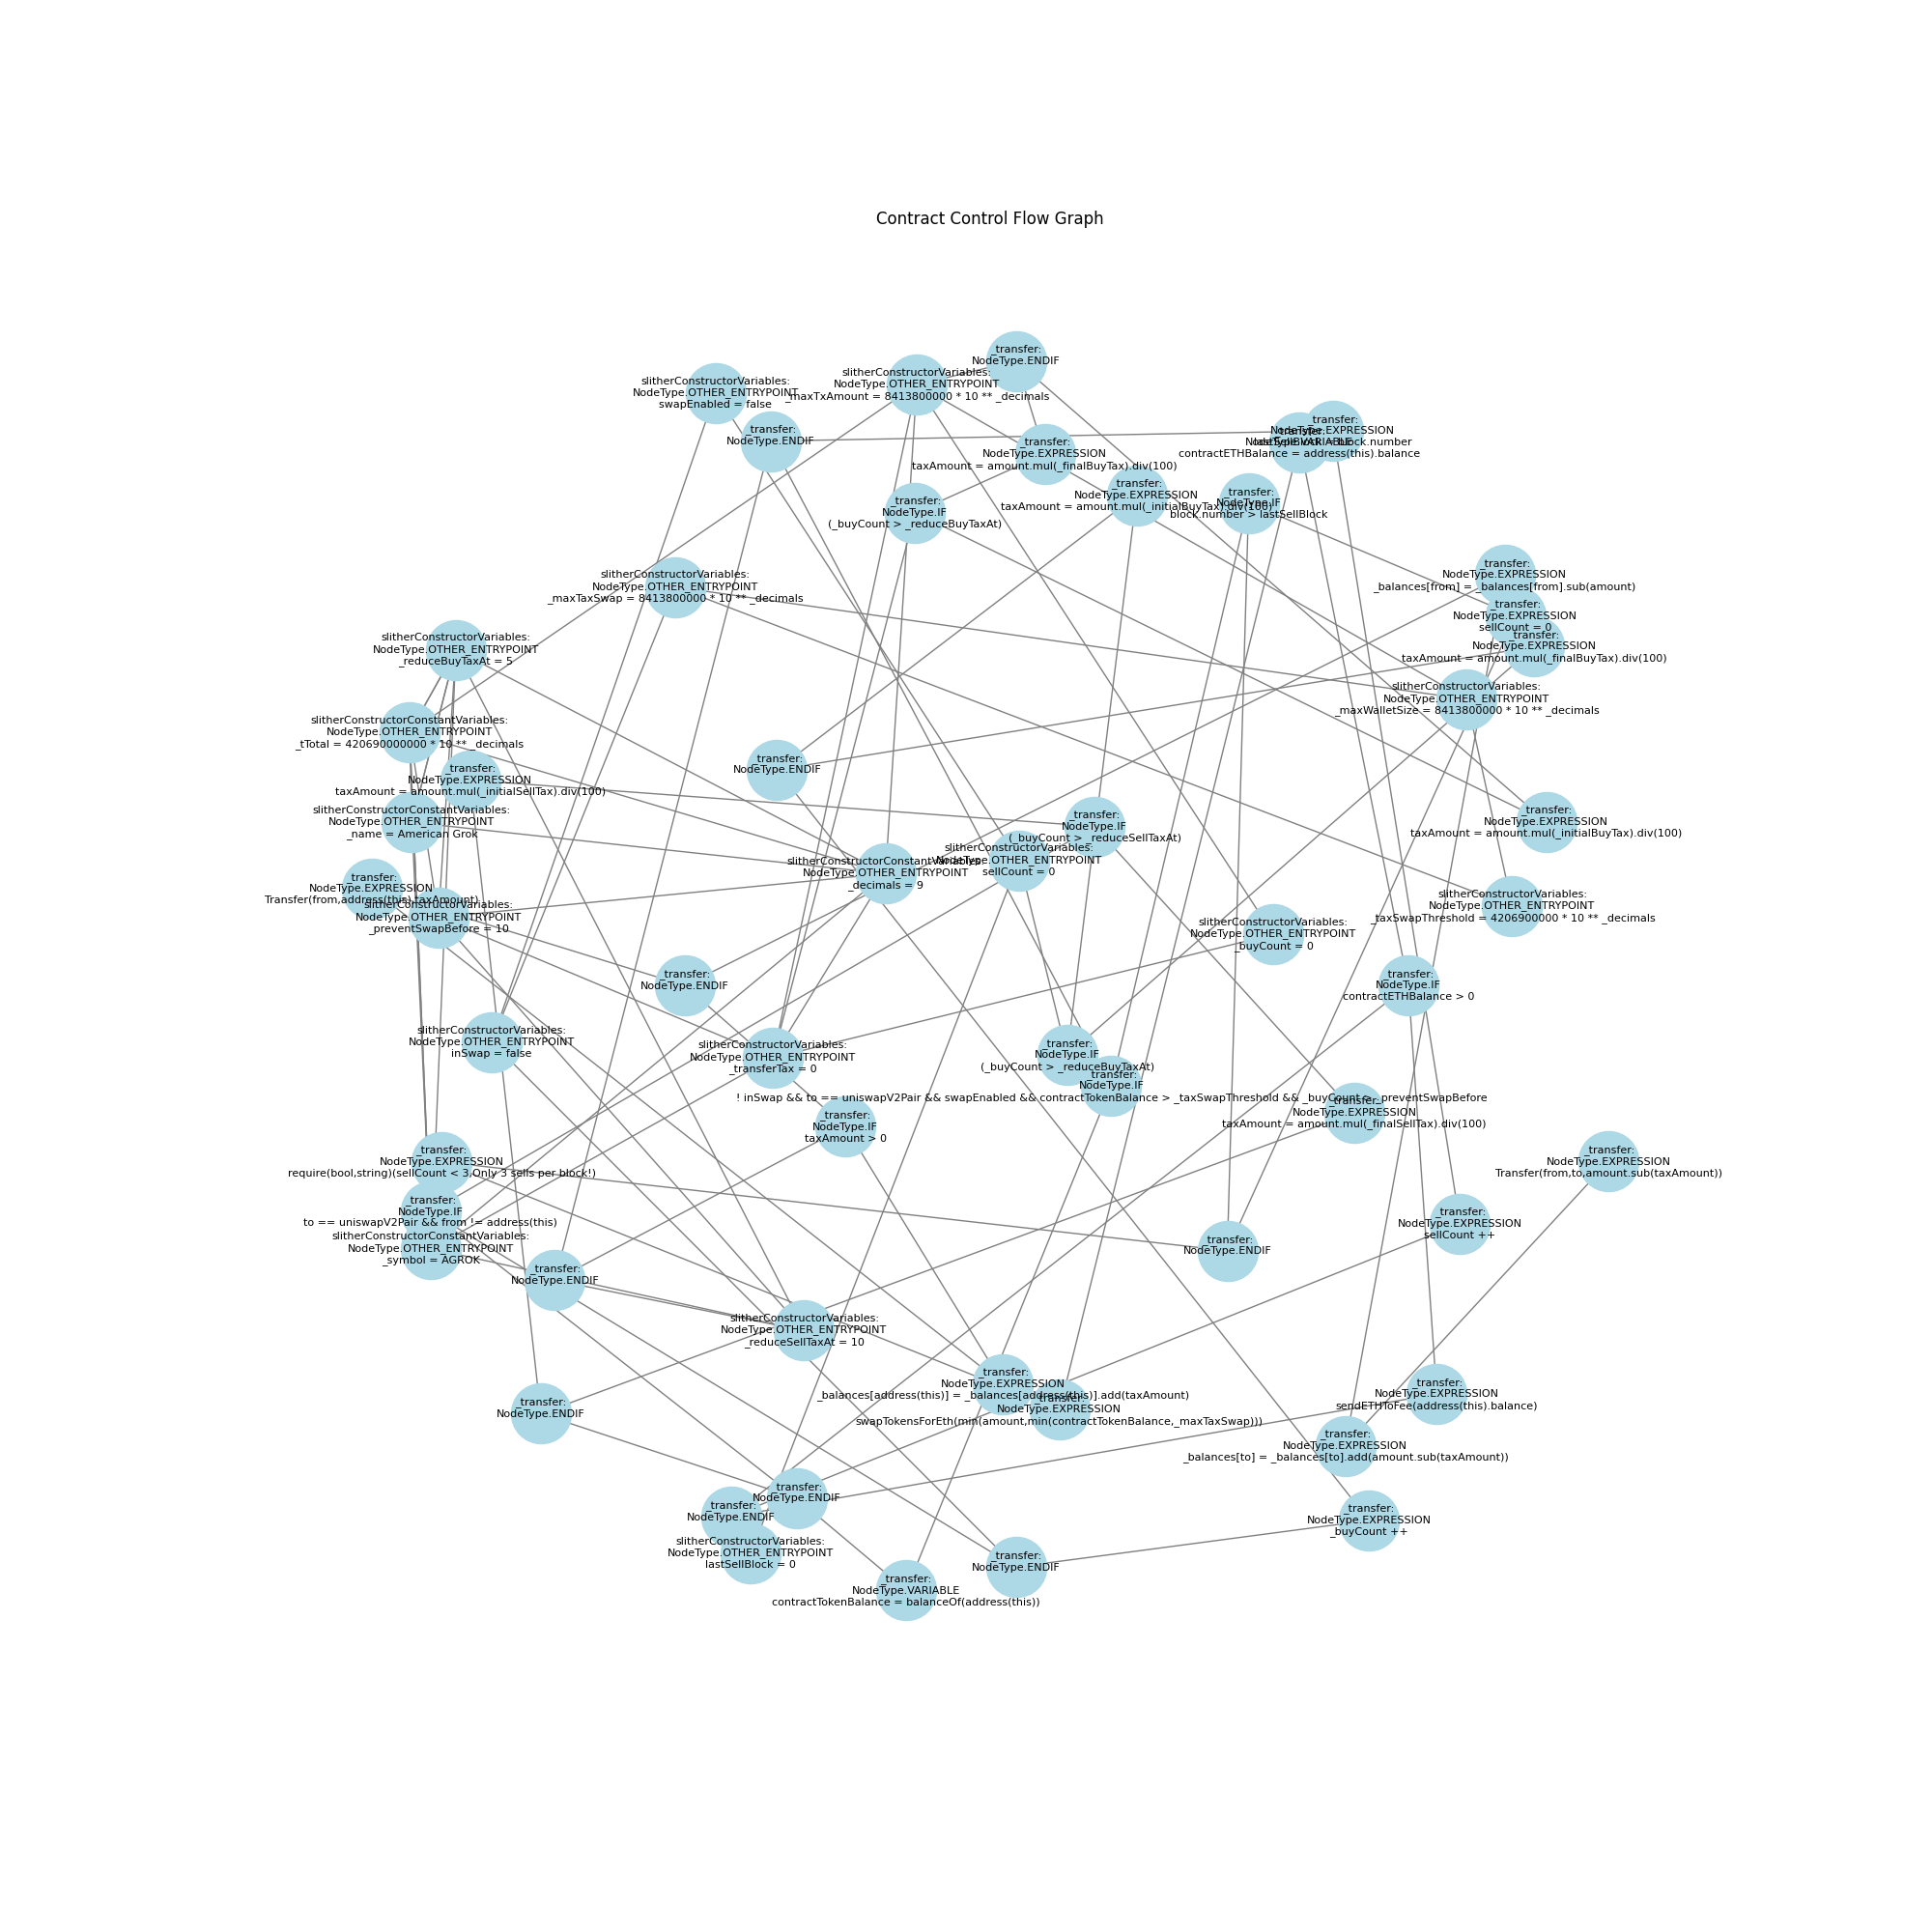 Contract Control Flow Graph
_transfer:
NodeType.ENDIF
slitherConstructorVariables:
NodeType.OTHER_ENTRYPOINT
_maxTxAmount = 8413800000 * 10 ** _decimals
slitherConstructorVariables:
NodeType.OTHER_ENTRYPOINT
swapEnabled = false
_transfer:
NodeType.ENDIF
_transfer:
NodeType.EXPRESSION
lastSellBlock = block.number
_transfer:
NodeType.VARIABLE
contractETHBalance = address(this).balance
_transfer:
NodeType.EXPRESSION
taxAmount = amount.mul(_finalBuyTax).div(100)
_transfer:
NodeType.EXPRESSION
taxAmount = amount.mul(_initialBuyTax).div(100)
_transfer:
NodeType.IF
block.number > lastSellBlock
_transfer:
NodeType.IF
(_buyCount > _reduceBuyTaxAt)
_transfer:
NodeType.EXPRESSION
_balances[from] = _balances[from].sub(amount)
slitherConstructorVariables:
NodeType.OTHER_ENTRYPOINT
_maxTaxSwap = 8413800000 * 10 ** _decimals
_transfer:
NodeType.EXPRESSION
sellCount = 0
_transfer:
NodeType.EXPRESSION
taxAmount = amount.mul(_finalBuyTax).div(100)
slitherConstructorVariables:
NodeType.OTHER_ENTRYPOINT
_reduceBuyTaxAt = 5
slitherConstructorVariables:
NodeType.OTHER_ENTRYPOINT
_maxWalletSize = 8413800000 * 10 ** _decimals
slitherConstructorConstantVariables:
NodeType.OTHER_ENTRYPOINT
_tTotal = 420690000000 * 10 ** _decimals
_transfer:
NodeType.ENDIF
_transfer:
NodeType.EXPRESSION
taxAmount = amount.mul(_initialSellTax).div(100)
slitherConstructorConstantVariables:
NodeType.OTHER_ENTRYPOINT
_name = American Grok
_transfer:
NodeType.IF
(_buyCount > _reduceSellTaxAt)
_transfer:
NodeType.EXPRESSION
taxAmount = amount.mul(_initialBuyTax).div(100)
slitherConstructorVariables:
NodeType.OTHER_ENTRYPOINT
sellCount = 0
slitherConstructorConstantVariables:
NodeType.OTHER_ENTRYPOINT
_decimals = 9
_transfer:
NodeType.EXPRESSION
Transfer(from,address(this),taxAmount)
slitherConstructorVariables:
NodeType.OTHER_ENTRYPOINT
_preventSwapBefore = 10
slitherConstructorVariables:
NodeType.OTHER_ENTRYPOINT
_taxSwapThreshold = 4206900000 * 10 ** _decimals
slitherConstructorVariables:
NodeType.OTHER_ENTRYPOINT
_buyCount = 0
_transfer:
NodeType.ENDIF
_transfer:
NodeType.IF
contractETHBalance > 0
slitherConstructorVariables:
NodeType.OTHER_ENTRYPOINT
inSwap = false
slitherConstructorVariables:
NodeType.OTHER_ENTRYPOINT
_transferTax = 0
_transfer:
NodeType.IF
(_buyCount > _reduceBuyTaxAt)
_transfer:
NodeType.IF
! inSwap && to == uniswapV2Pair && swapEnabled && contractTokenBalance > _taxSwapThreshold && _buyCount > _preventSwapBefore
_transfer:
NodeType.EXPRESSION
taxAmount = amount.mul(_finalSellTax).div(100)
_transfer:
NodeType.IF
taxAmount > 0
_transfer:
NodeType.EXPRESSION
require(bool,string)(sellCount < 3,Only 3 sells per block!)
_transfer:
NodeType.EXPRESSION
Transfer(from,to,amount.sub(taxAmount))
_transfer:
NodeType.IF
to == uniswapV2Pair && from != address(this)
_transfer:
NodeType.EXPRESSION
sellCount ++
slitherConstructorConstantVariables:
NodeType.OTHER_ENTRYPOINT
_symbol = AGROK
_transfer:
NodeType.ENDIF
_transfer:
NodeType.ENDIF
slitherConstructorVariables:
NodeType.OTHER_ENTRYPOINT
_reduceSellTaxAt = 10
_transfer:
NodeType.EXPRESSION
_balances[address(this)] = _balances[address(this)].add(taxAmount)
_transfer:
NodeType.EXPRESSION
sendETHToFee(address(this).balance)
_transfer:
NodeType.EXPRESSION
swapTokensForEth(min(amount,min(contractTokenBalance,_maxTaxSwap)))
_transfer:
NodeType.ENDIF
_transfer:
NodeType.EXPRESSION
_balances[to] = _balances[to].add(amount.sub(taxAmount))
_transfer:
NodeType.ENDIF
_transfer:
NodeType.ENDIF
_transfer:
NodeType.EXPRESSION
_buyCount ++
slitherConstructorVariables:
NodeType.OTHER_ENTRYPOINT
lastSellBlock = 0
_transfer:
NodeType.ENDIF
_transfer:
NodeType.VARIABLE
contractTokenBalance = balanceOf(address(this))